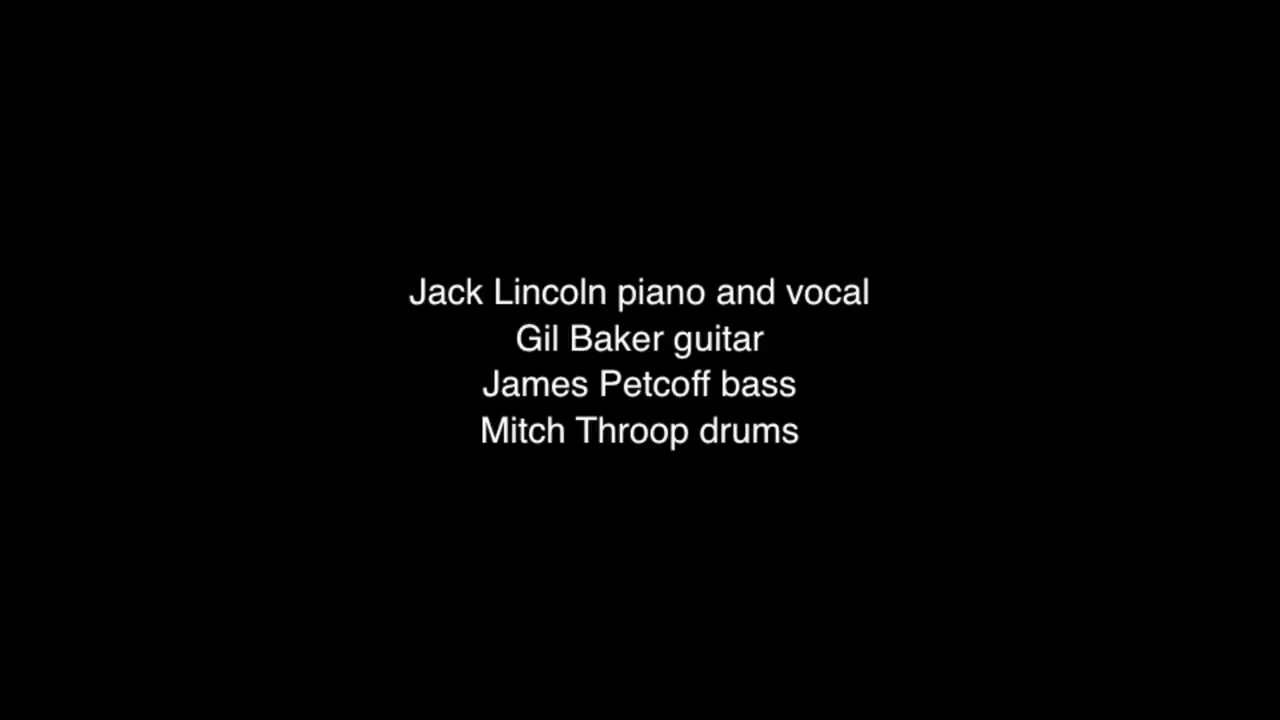 Jack Lincoln piano and vocal
Gil Baker guitar
James Petcoff bass
Mitch Throop drums